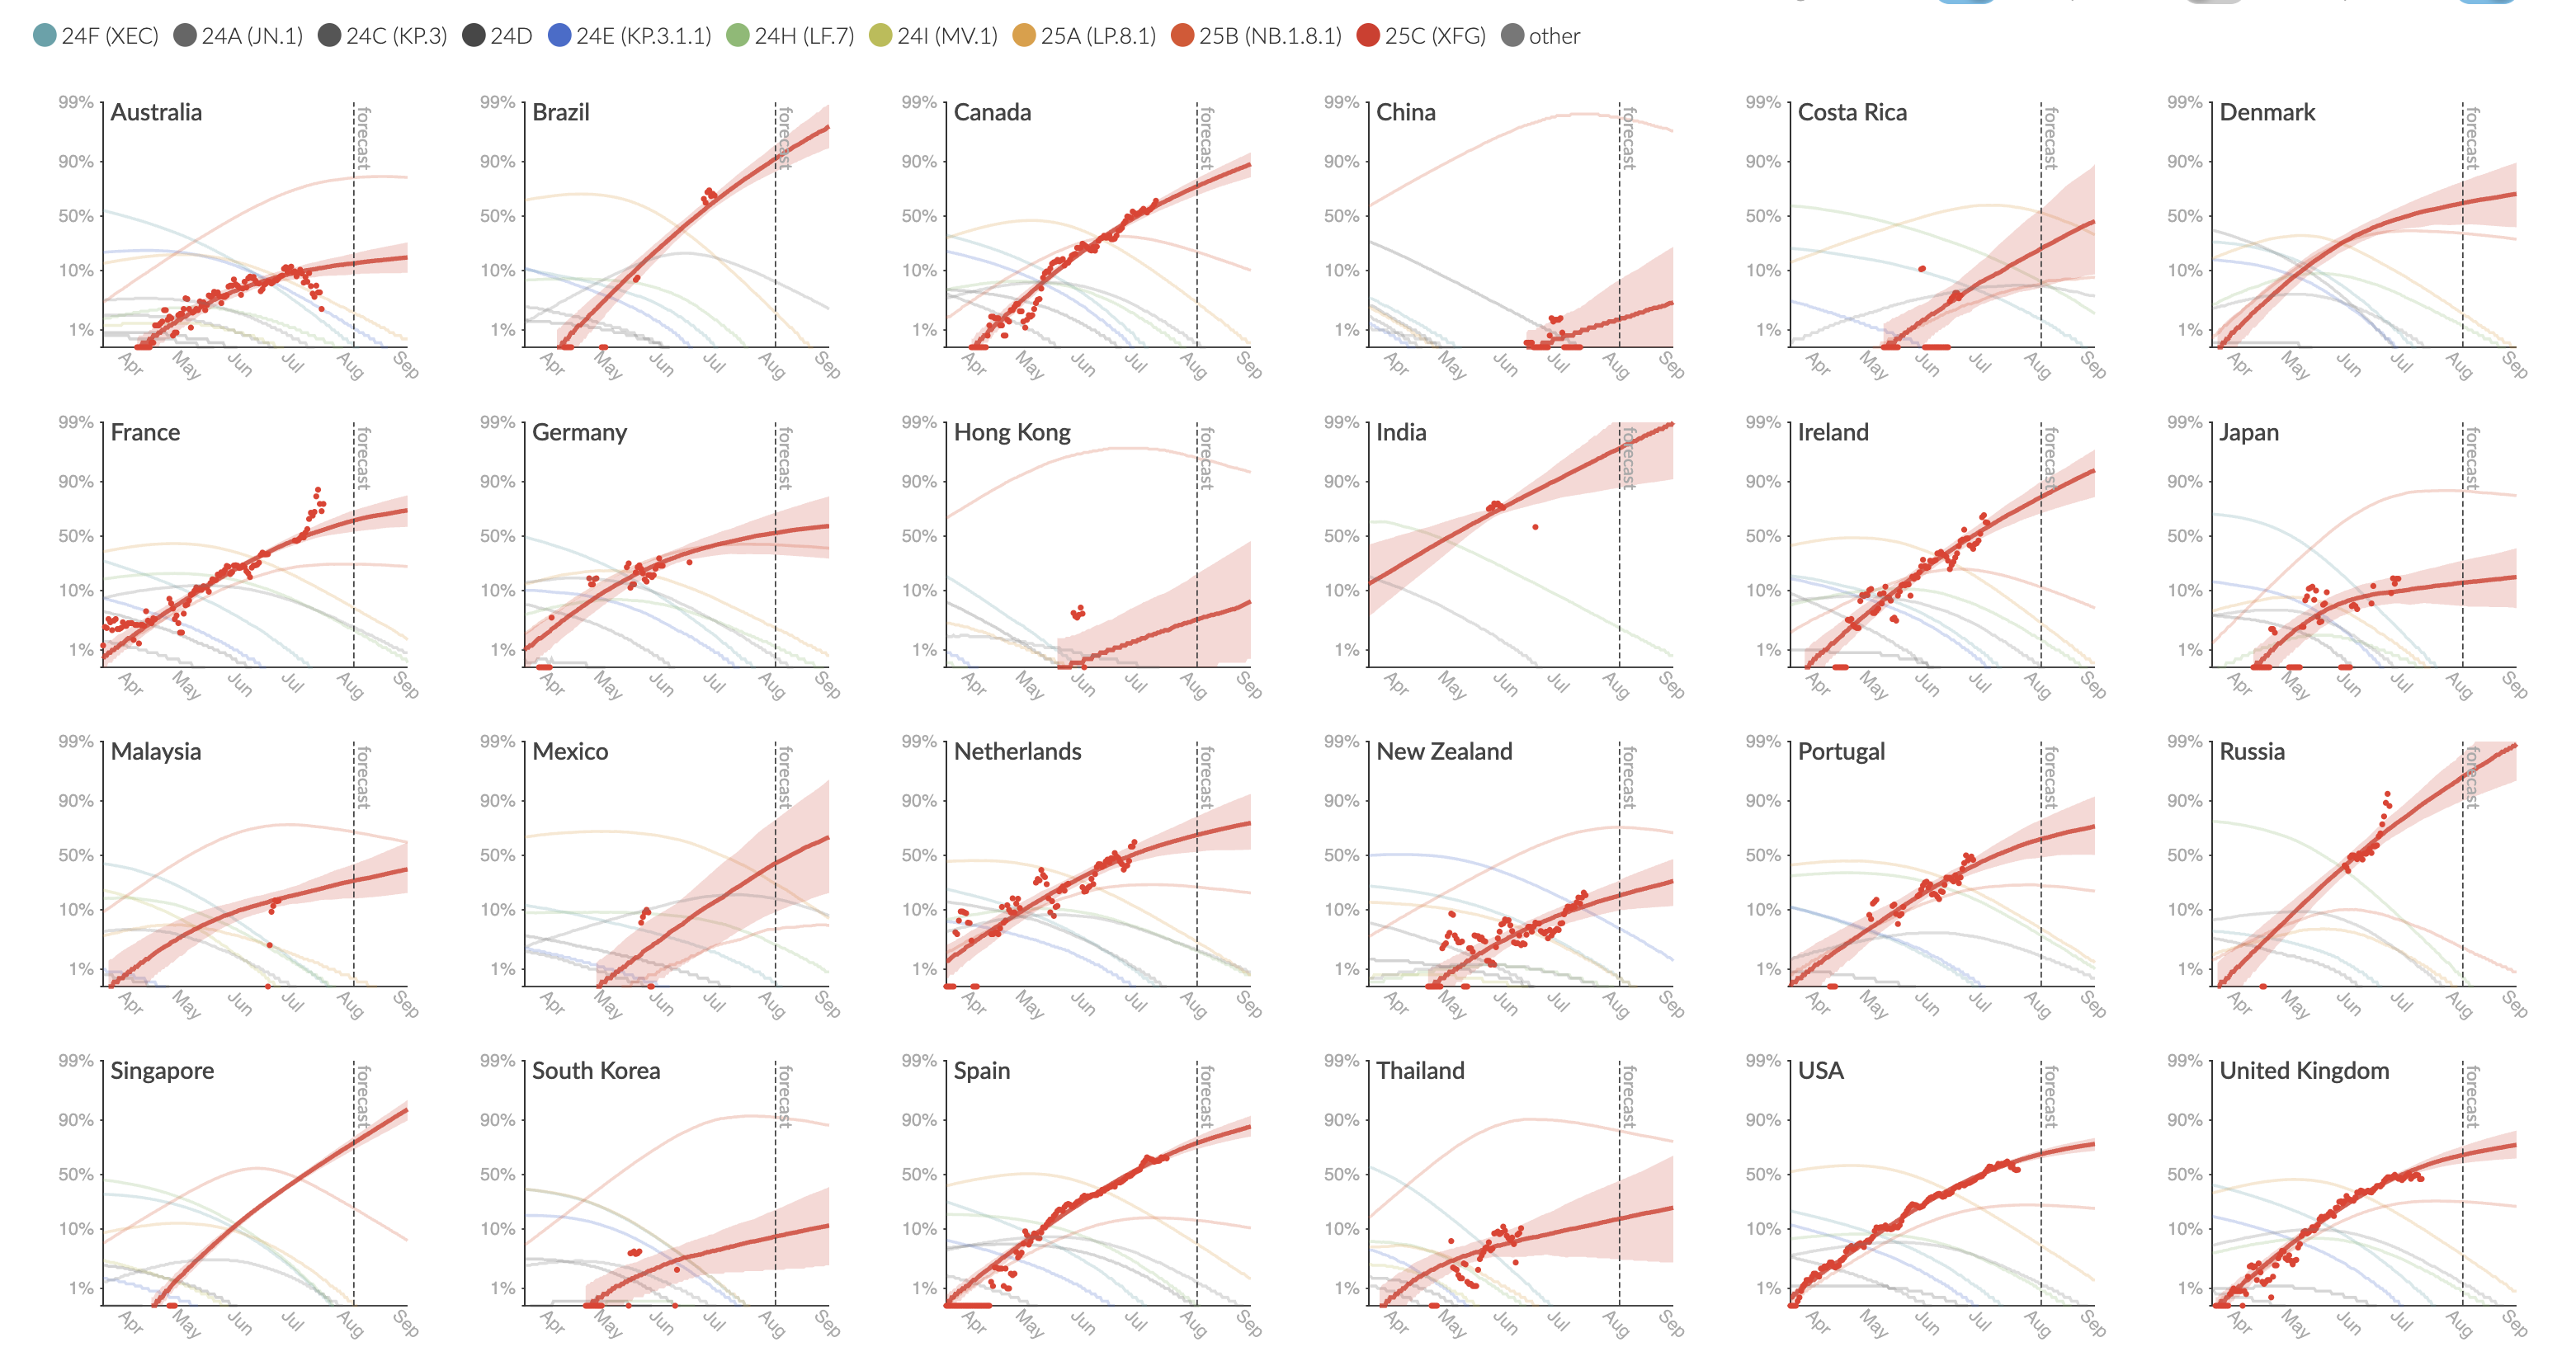 24F (XEC) 24A (JN.1) 24C (KP.3) 24D 24E (KP.3.1.1) 24H (LF.7) 24I (MV.1) 25A (LP.8.1) 25B (NB.1.8.1) 25C (XFG) other
Australia
99%
90%
50%
10%
1%
forecast
Apr May Jun Jul Aug Sep
Brazil
99%
90%
50%
10%
1%
forecast
Apr May Jun Jul Aug Sep
Canada
99%
90%
50%
10%
1%
forecast
Apr May Jun Jul Aug Sep
China
99%
90%
50%
10%
1%
forecast
Apr May Jun Jul Aug Sep
Costa Rica
99%
90%
50%
10%
1%
forecast
Apr May Jun Jul Aug Sep
Denmark
99%
90%
50%
10%
1%
forecast
Apr May Jun Jul Aug Sep
France
99%
90%
50%
10%
1%
forecast
Apr May Jun Jul Aug Sep
Germany
99%
90%
50%
10%
1%
forecast
Apr May Jun Jul Aug Sep
Hong Kong
99%
90%
50%
10%
1%
forecast
Apr May Jun Jul Aug Sep
India
99%
90%
50%
10%
1%
forecast
Apr May Jun Jul Aug Sep
Ireland
99%
90%
50%
10%
1%
forecast
Apr May Jun Jul Aug Sep
Japan
99%
90%
50%
10%
1%
forecast
Apr May Jun Jul Aug Sep
Malaysia
99%
90%
50%
10%
1%
forecast
Apr May Jun Jul Aug Sep
Mexico
99%
90%
50%
10%
1%
forecast
Apr May Jun Jul Aug Sep
Netherlands
99%
90%
50%
10%
1%
forecast
Apr May Jun Jul Aug Sep
New Zealand
99%
90%
50%
10%
1%
forecast
Apr May Jun Jul Aug Sep
Portugal
99%
90%
50%
10%
1%
forecast
Apr May Jun Jul Aug Sep
Russia
99%
90%
50%
10%
1%
forecast
Apr May Jun Jul Aug Sep
Singapore
99%
90%
50%
10%
1%
forecast
Apr May Jun Jul Aug Sep
South Korea
99%
90%
50%
10%
1%
forecast
Apr May Jun Jul Aug Sep
Spain
99%
90%
50%
10%
1%
forecast
Apr May Jun Jul Aug Sep
Thailand
99%
90%
50%
10%
1%
forecast
Apr May Jun Jul Aug Sep
USA
99%
90%
50%
10%
1%
forecast
Apr May Jun Jul Aug Sep
United Kingdom
99%
90%
50%
10%
1%
forecast
Apr May Jun Jul Aug Sep